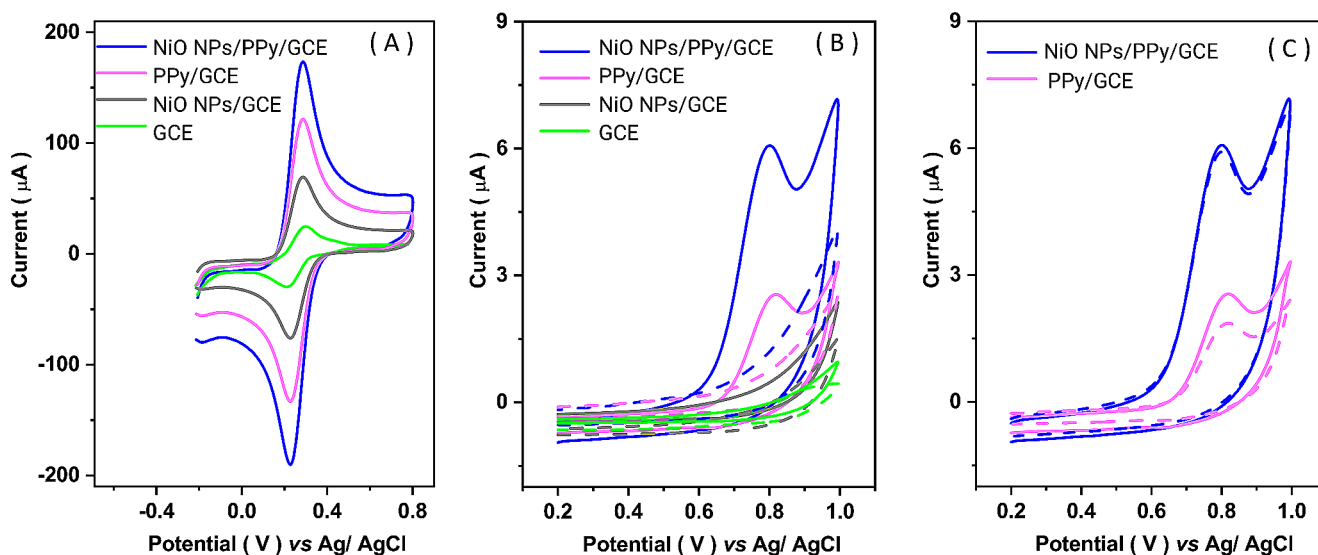 200
100
0
-100
-200
-0.4
0.0
0.4
0.8
Current ( μA )
Potential ( V ) vs Ag/ AgCl
NiO NPs/PPy/GCE
PPy/GCE
NiO NPs/GCE
GCE
( A )
9
6
3
0
0.2
0.4
0.6
0.8
1.0
Current ( μA )
Potential ( V ) vs Ag/ AgCl
NiO NPs/PPy/GCE
PPy/GCE
NiO NPs/GCE
GCE
( B )
9
6
3
0
0.2
0.4
0.6
0.8
1.0
Current ( μA )
Potential ( V ) vs Ag/ AgCl
NiO NPs/PPy/GCE
PPy/GCE
( C )